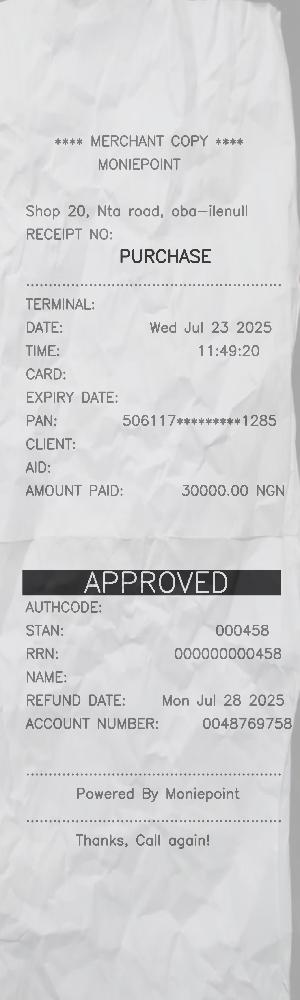 **** MERCHANT COPY ****
MONIEPOINT
Shop 20, Nta road, oba-ilenull
RECEIPT NO:
PURCHASE
TERMINAL:
DATE: Wed Jul 23 2025
TIME: 11:49:20
CARD:
EXPIRY DATE:
PAN: 506117*********1285
CLIENT:
AID:
AMOUNT PAID: 30000.00 NGN
APPROVED
AUTHCODE:
STAN: 000458
RRN: 000000000458
NAME:
REFUND DATE: Mon Jul 28 2025
ACCOUNT NUMBER: 0048769758
Powered By Moniepoint
Thanks, Call again!